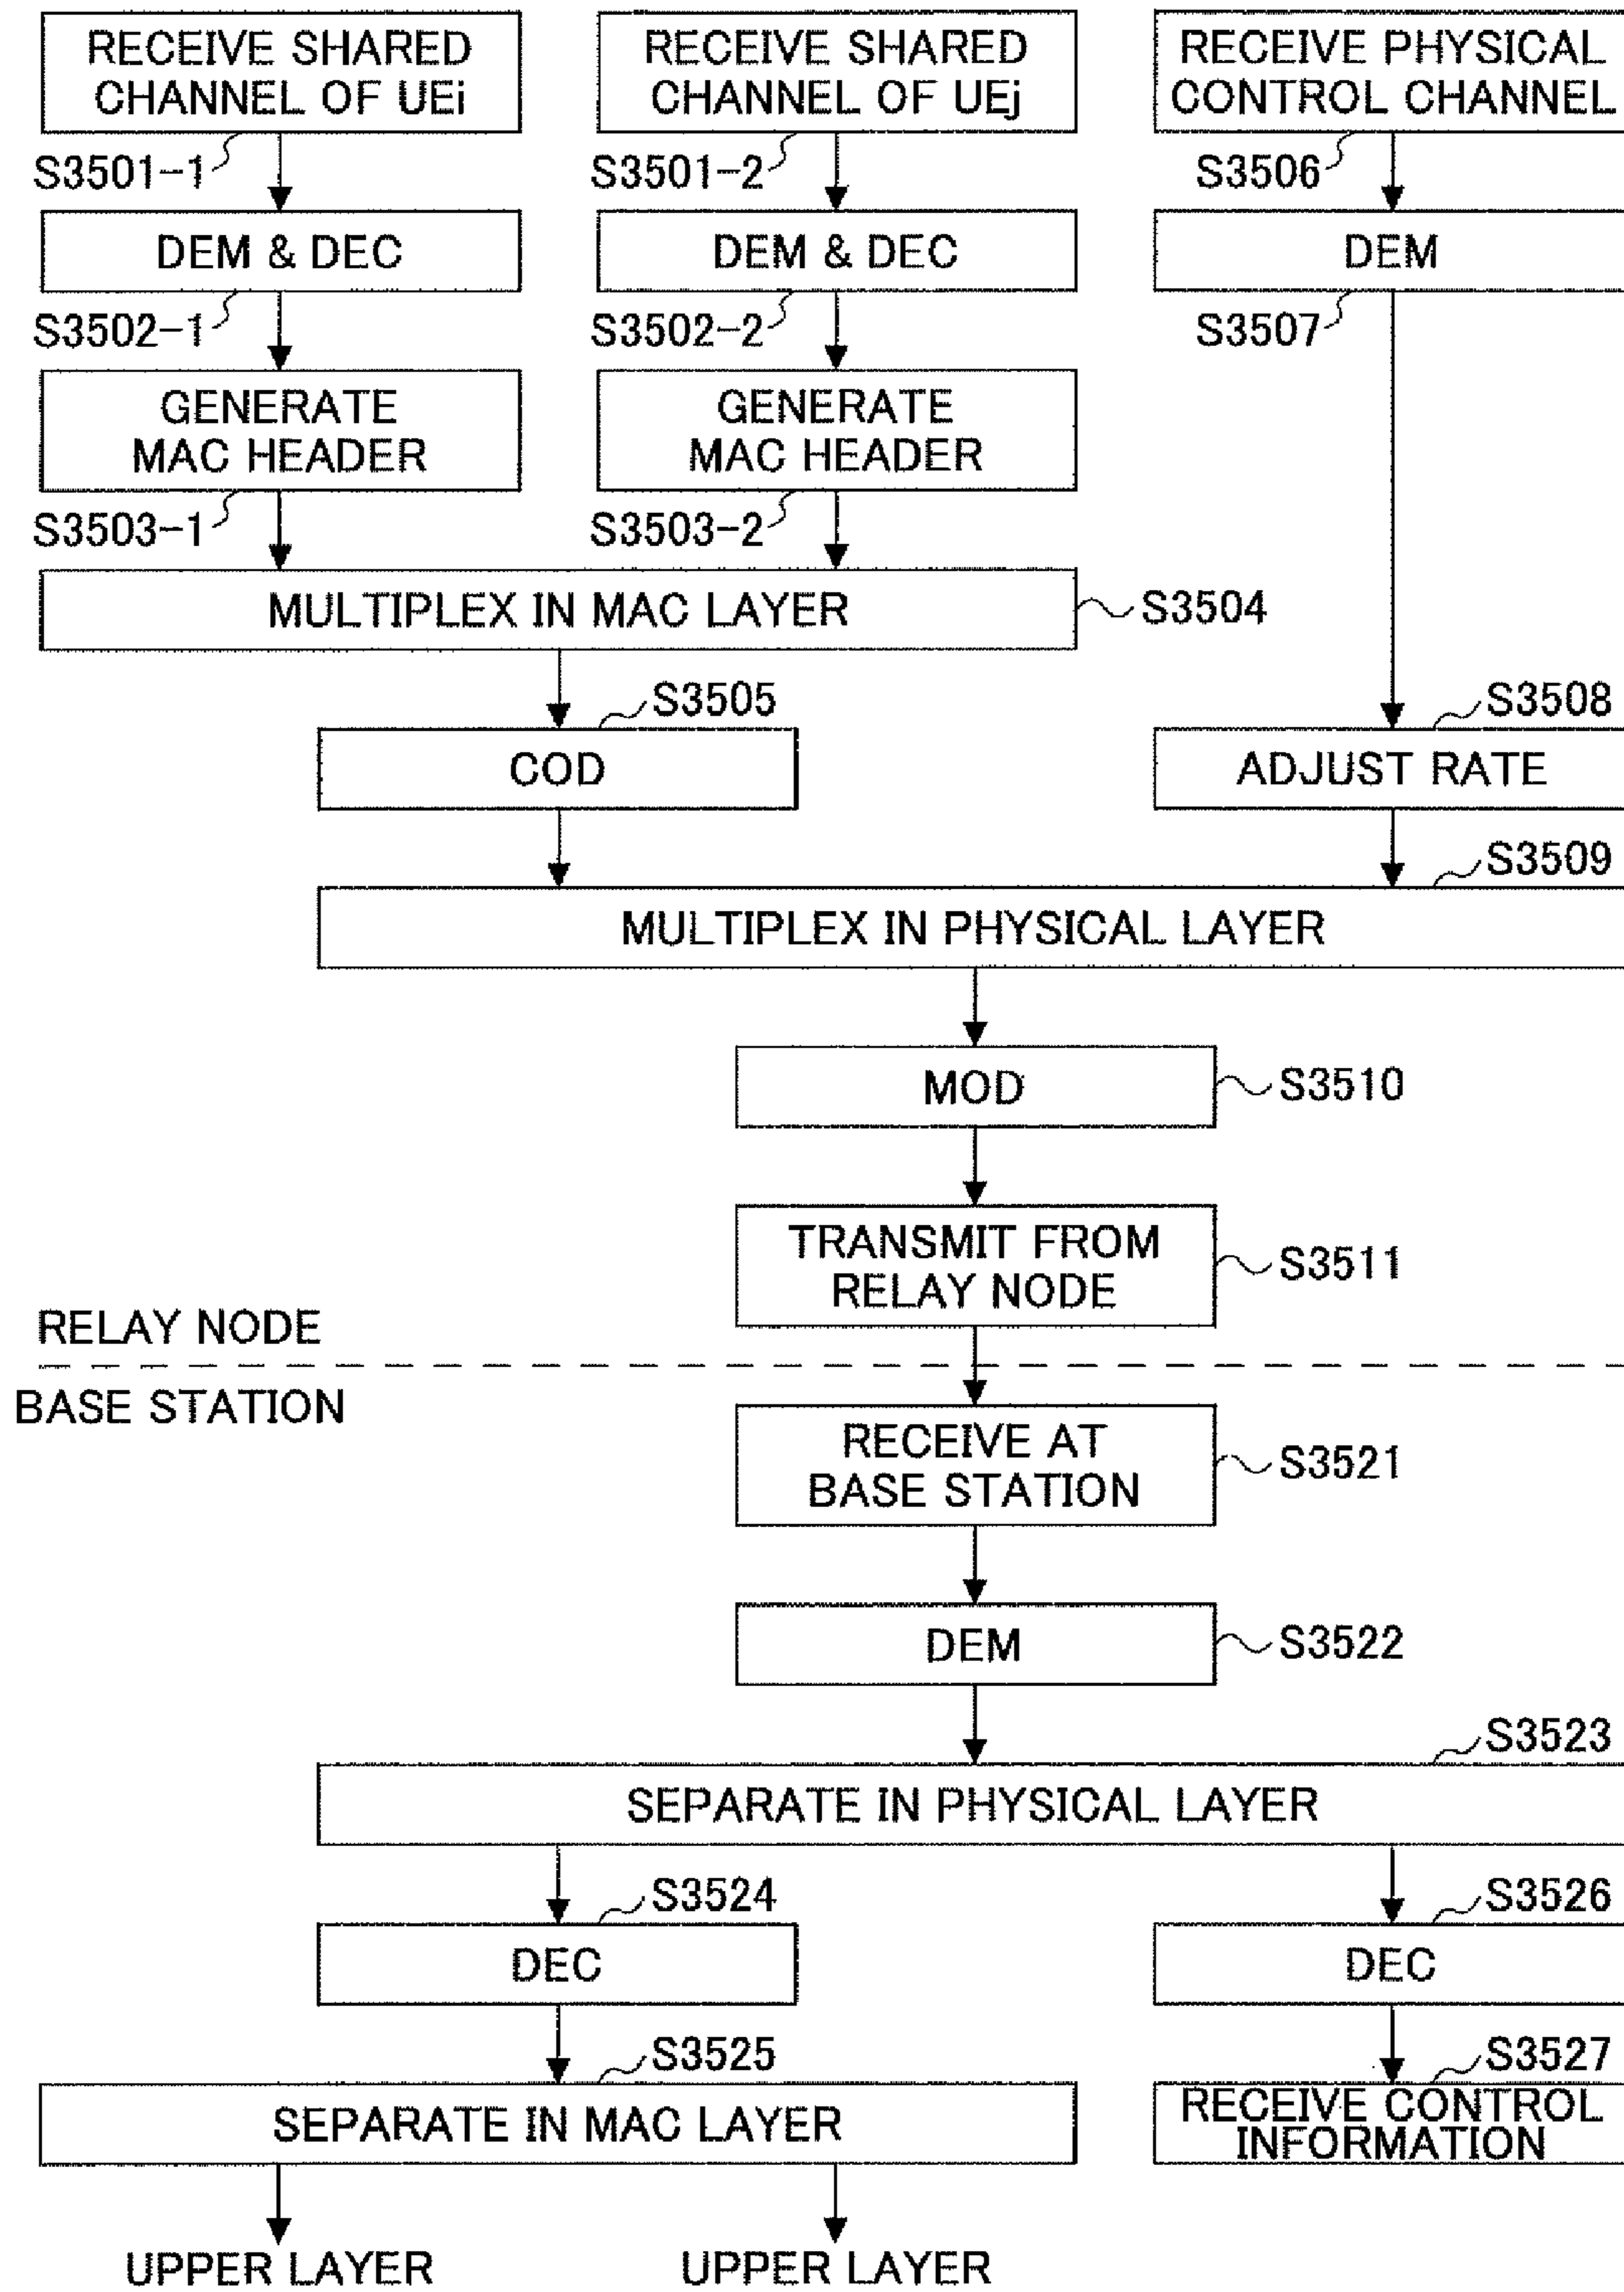 RECEIVE SHARED
CHANNEL OF UEi
RECEIVE SHARED
CHANNEL OF UEj
RECEIVE PHYSICAL
CONTROL CHANNEL
S3501-1
S3501-2
S3506
DEM & DEC
DEM & DEC
DEM
S3502-1
S3502-2
S3507
GENERATE
MAC HEADER
GENERATE
MAC HEADER
S3503-1
S3503-2
MULTIPLEX IN MAC LAYER
S3504
S3505
S3508
COD
ADJUST RATE
S3509
MULTIPLEX IN PHYSICAL LAYER
MOD
S3510
TRANSMIT FROM
RELAY NODE
S3511
RELAY NODE
BASE STATION
RECEIVE AT
BASE STATION
S3521
DEM
S3522
S3523
SEPARATE IN PHYSICAL LAYER
S3524
S3526
DEC
DEC
S3525
S3527
SEPARATE IN MAC LAYER
RECEIVE CONTROL
INFORMATION
UPPER LAYER
UPPER LAYER